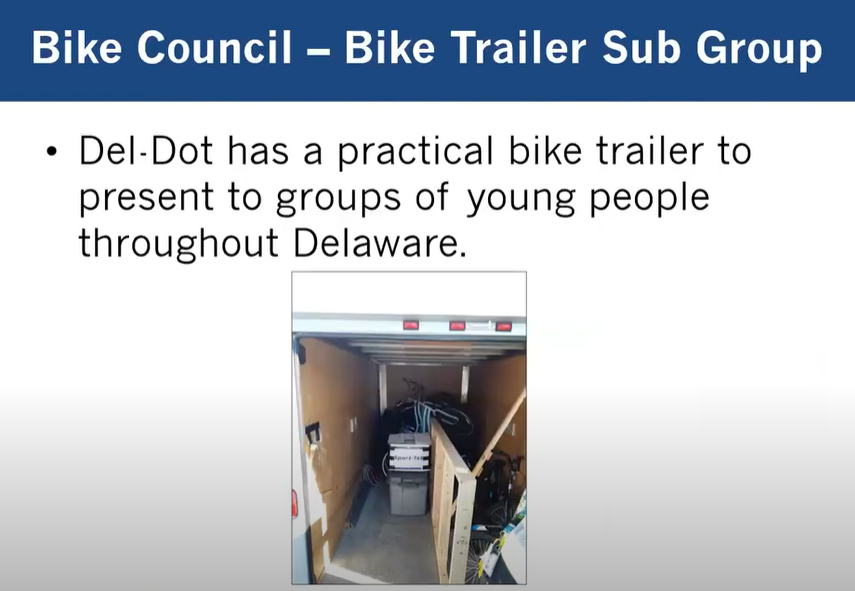 Bike Council – Bike Trailer Sub Group
• Del-Dot has a practical bike trailer to
present to groups of young people
throughout Delaware.